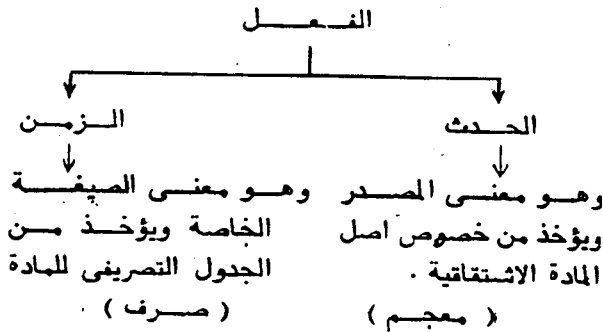 الفعل
الحدث
الزمن
وهو معنى المصدر
ويؤخذ من خصوص اصل
المادة الاشتقاقية .
( معجم )
وهو معنى الصيغة
الخاصة ويؤخذ من
الجدول التصريفى للمادة
( صرف )